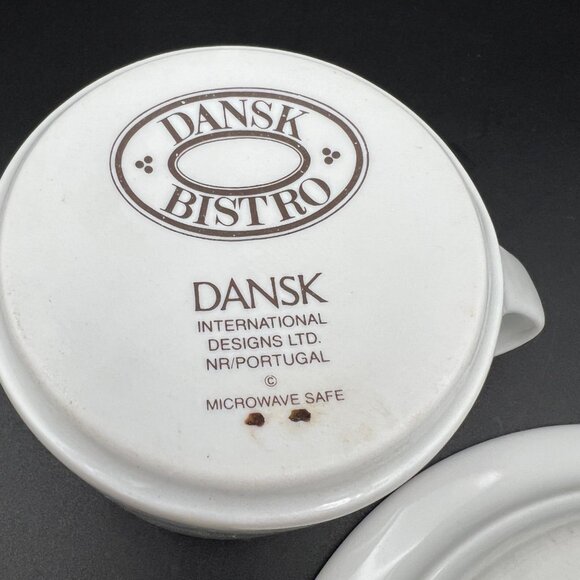 DANSK
BISTRO
DANSK
INTERNATIONAL
DESIGNS LTD.
NR/PORTUGAL
©
MICROWAVE SAFE